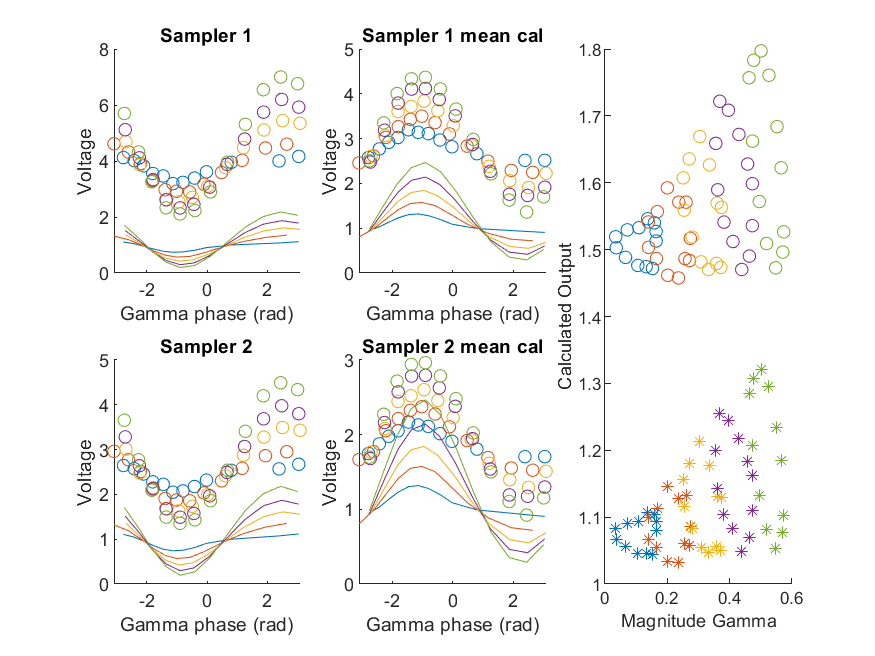 Sampler 1
8
6
4
2
0
Voltage
-2 0 2
Gamma phase (rad)
Sampler 1 mean cal
5
4
3
2
1
0
Voltage
-2 0 2
Gamma phase (rad)
Sampler 2
5
4
3
2
1
0
Voltage
-2 0 2
Gamma phase (rad)
Sampler 2 mean cal
3
2
1
0
Voltage
-2 0 2
Gamma phase (rad)
1.8
1.7
1.6
1.5
1.4
1.3
1.2
1.1
1
Calculated Output
0 0.2 0.4 0.6
Magnitude Gamma